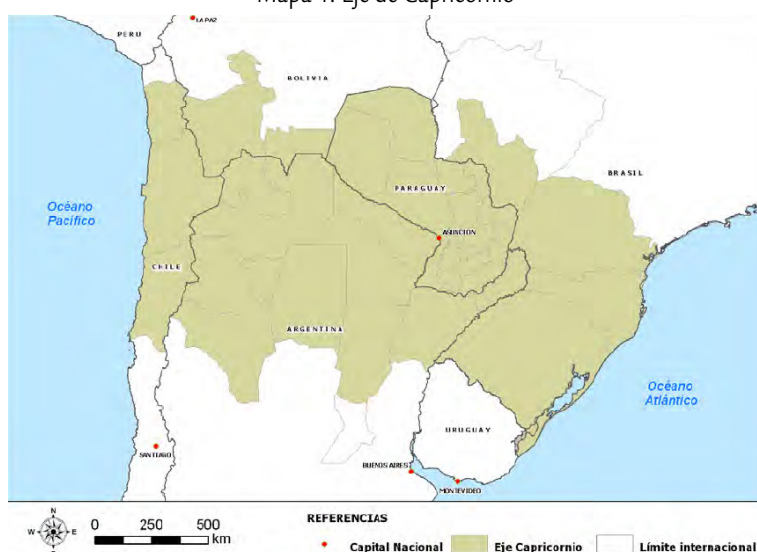 Mapa 1. Eje de Capricornio
LA PAZ
PERU
BOLIVIA
BRASIL
PARAGUAY
Océano
Pacífico
ASUNCION
CHILE
ARGENTINA
Océano
Atlántico
URUGUAY
SANTIAGO
BUENOS AIRES
MONTEVIDEO
N
W
E
S
0 250 500
km
REFERENCIAS
Capital Nacional
Eje Capricornio
Límite internacional